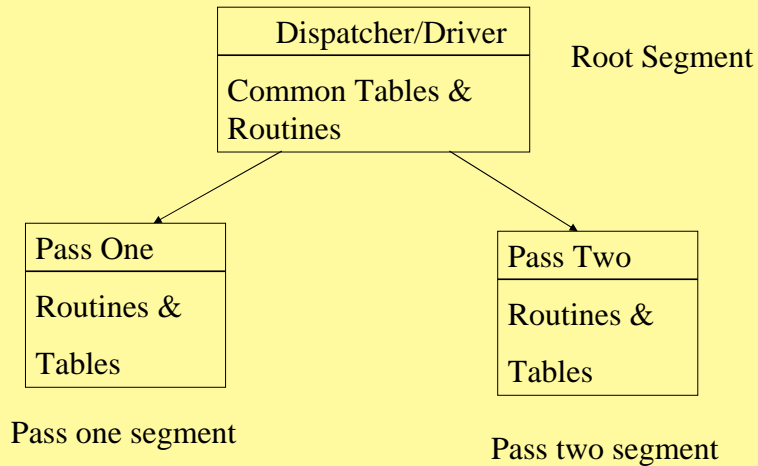 Dispatcher/Driver
Root Segment
Common Tables &
Routines
Pass One
Routines &
Tables
Pass one segment
Pass Two
Routines &
Tables
Pass two segment